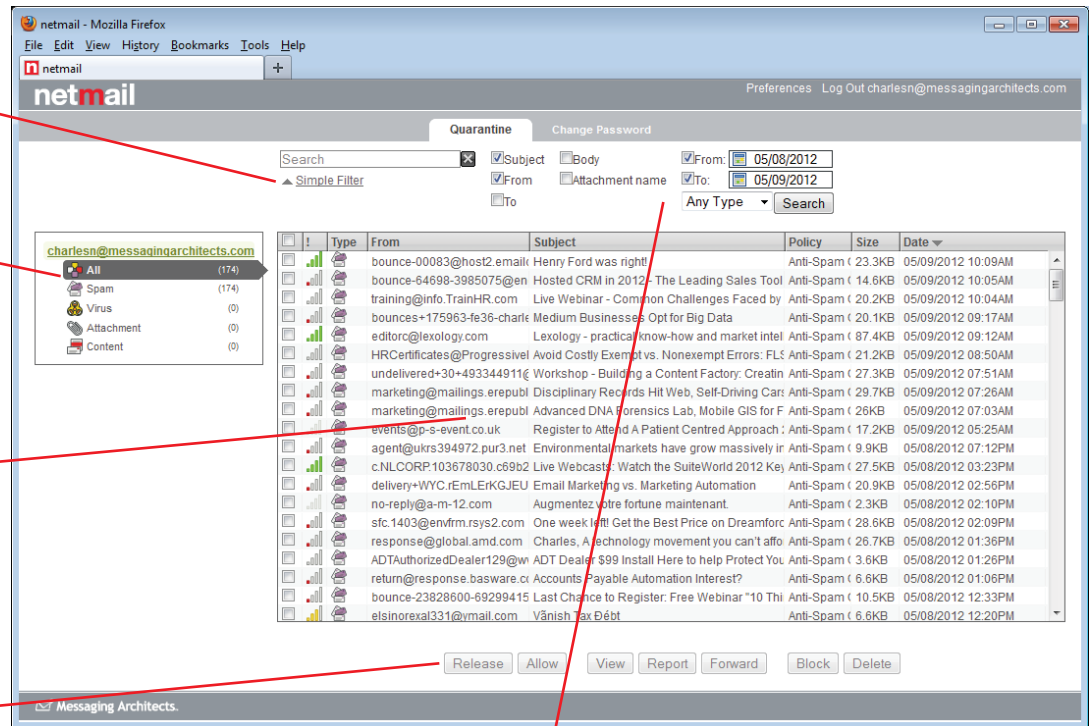 netmail - Mozilla Firefox
File Edit View History Bookmarks Tools Help
netmail +
netmail
Preferences Log Out charlesn@messagingarchitects.com
Quarantine Change Password
Search Subject Body From: 05/08/2012
Simple Filter From Attachment name To: 05/09/2012
To Any Type Search
charlesn@messagingarchitects.com
All (174)
Spam (174)
Virus (0)
Attachment (0)
Content (0)
! Type From Subject Policy Size Date
bounce-00083@host2.emailc Henry Ford was right! Anti-Spam ( 23.3KB 05/09/2012 10:09AM
bounce-64698-3985075@en Hosted CRM in 2012 - The Leading Sales Tool Anti-Spam ( 14.6KB 05/09/2012 10:05AM
training@info.TrainHR.com Live Webinar - Common Challenges Faced by Anti-Spam ( 20.2KB 05/09/2012 10:04AM
bounces+175963-fe36-charle Medium Businesses Opt for Big Data Anti-Spam ( 20.1KB 05/09/2012 09:17AM
editorc@lexology.com Lexology - practical know-how and market intel Anti-Spam ( 87.4KB 05/09/2012 09:12AM
HRCertificates@Progressivel Avoid Costly Exempt vs. Nonexempt Errors: FLS Anti-Spam ( 21.2KB 05/09/2012 08:50AM
undelivered+30+493344911@ Workshop - Building a Content Factory: Creatin Anti-Spam ( 27.3KB 05/09/2012 07:51AM
marketing@mailings.erepubl Disciplinary Records Hit Web, Self-Driving Cars Anti-Spam ( 29.7KB 05/09/2012 07:26AM
marketing@mailings.erepubl Advanced DNA Forensics Lab, Mobile GIS for F Anti-Spam ( 26KB 05/09/2012 07:03AM
events@p-s-event.co.uk Register to Attend A Patient Centred Approach : Anti-Spam ( 17.2KB 05/09/2012 05:25AM
agent@ukrs394972.pur3.net Environmental markets have grow massively ir Anti-Spam ( 9.9KB 05/08/2012 07:12PM
c.NLCORP.103678030.c69b2 Live Webcasts: Watch the SuiteWorld 2012 Key Anti-Spam ( 27.5KB 05/08/2012 03:23PM
delivery+WYC.rEmLErKGJEU Email Marketing vs. Marketing Automation Anti-Spam ( 20.9KB 05/08/2012 02:56PM
no-reply@a-m-12.com Augmentez votre fortune maintenant. Anti-Spam ( 2.3KB 05/08/2012 02:10PM
sfc.1403@envfrm.rsys2.com One week left! Get the Best Price on Dreamforc Anti-Spam ( 28.6KB 05/08/2012 02:09PM
response@global.amd.com Charles, A technology movement you can't affo Anti-Spam ( 26.7KB 05/08/2012 01:36PM
ADTAuthorizedDealer129@w ADT Dealer $99 Install Here to help Protect You Anti-Spam ( 3.6KB 05/08/2012 01:26PM
return@response.basware.cc Accounts Payable Automation Interest? Anti-Spam ( 6.6KB 05/08/2012 01:06PM
bounce-23828600-69299415 Last Chance to Register: Free Webinar "10 Thi Anti-Spam ( 10.5KB 05/08/2012 12:33PM
elsinorexal331@ymail.com Vãnish Tax Đébt Anti-Spam ( 6.6KB 05/08/2012 12:20PM
Release Allow View Report Forward Block Delete
Messaging Architects.